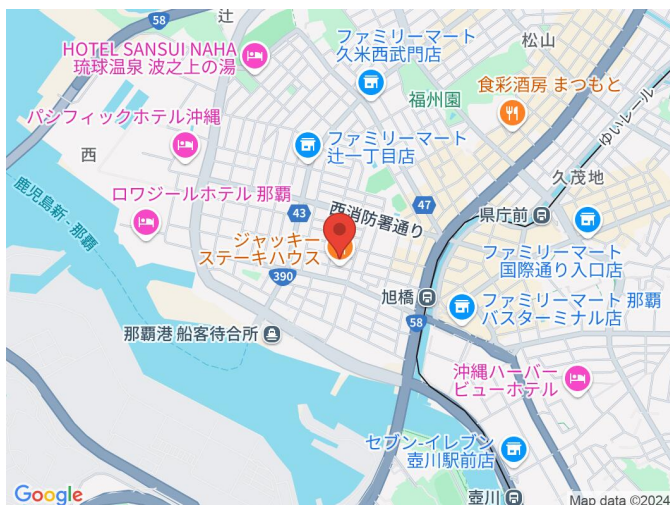 辻
58
松山
HOTEL SANSUI NAHA
琉球温泉 波之上の湯
ファミリーマート
久米西武門店
福州園
食彩酒房 まつもと
ゆいレール
パシフィックホテル沖縄
ファミリーマート
辻一丁目店
西
久茂地
鹿児島新-那覇
ロワジールホテル 那覇
43
西消防署通り
47
県庁前
ジャッキー
ステーキハウス
ファミリーマート
国際通り入口店
390
旭橋
ファミリーマート 那覇
バスターミナル店
58
那覇港 船客待合所
沖縄ハーバー
ビューホテル
セブン-イレブン
壺川駅前店
壺川
Google
Map data ©2024